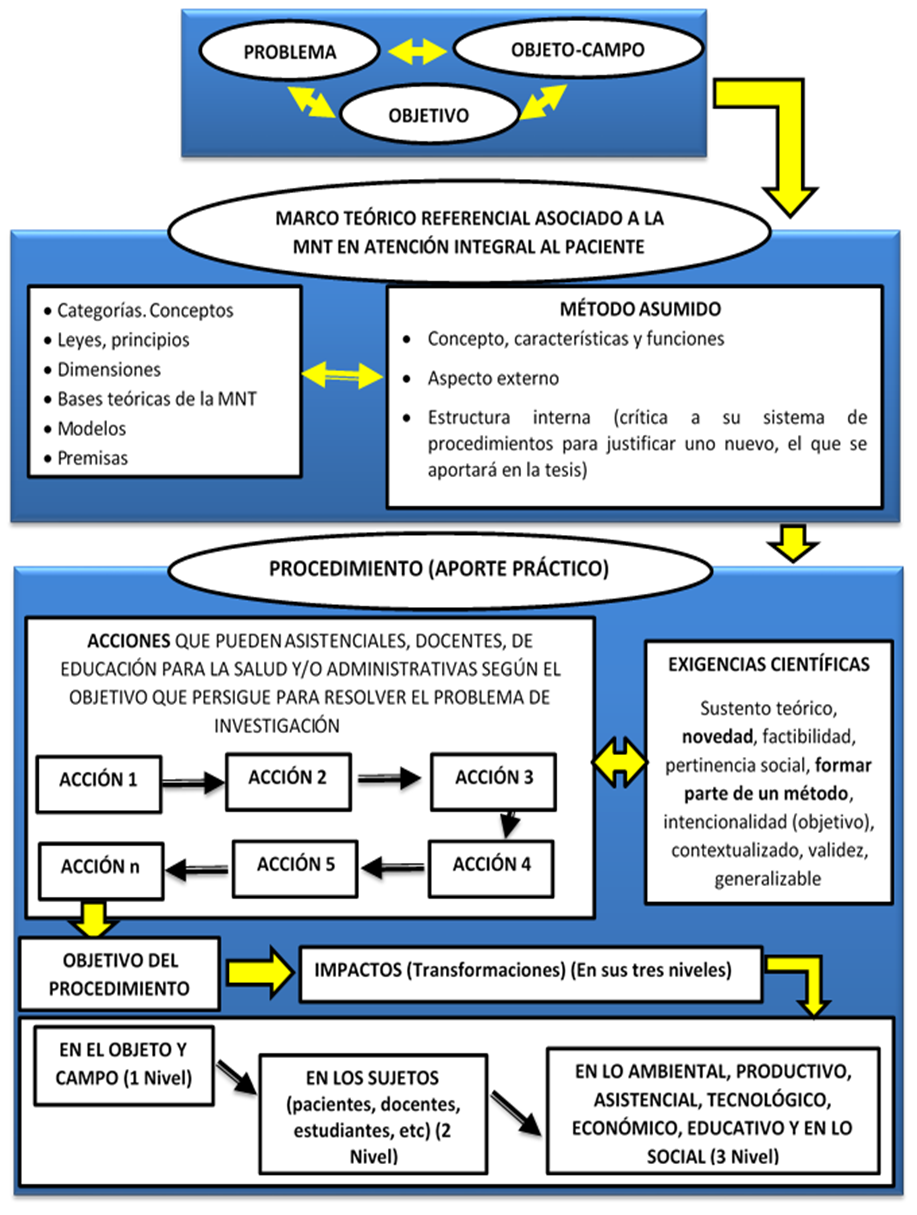 PROBLEMA
OBJETO-CAMPO
OBJETIVO
MARCO TEÓRICO REFERENCIAL ASOCIADO A LA
MNT EN ATENCIÓN INTEGRAL AL PACIENTE
• Categorías. Conceptos
• Leyes, principios
• Dimensiones
• Bases teóricas de la MNT
• Modelos
• Premisas
MÉTODO ASUMIDO
• Concepto, características y funciones
• Aspecto externo
• Estructura interna (crítica a su sistema de
procedimientos para justificar uno nuevo, el que se
aportará en la tesis)
PROCEDIMIENTO (APORTE PRÁCTICO)
ACCIONES QUE PUEDEN ASISTENCIALES, DOCENTES, DE
EDUCACIÓN PARA LA SALUD Y/O ADMINISTRATIVAS SEGÚN EL
OBJETIVO QUE PERSIGUE PARA RESOLVER EL PROBLEMA DE
INVESTIGACIÓN
ACCIÓN 1
ACCIÓN 2
ACCIÓN 3
ACCIÓN 4
ACCIÓN 5
ACCIÓN n
EXIGENCIAS CIENTÍFICAS
Sustento teórico,
novedad, factibilidad,
pertinencia social, formar
parte de un método,
intencionalidad (objetivo),
contextualizado, validez,
generalizable
OBJETIVO DEL
PROCEDIMIENTO
IMPACTOS (Transformaciones) (En sus tres niveles)
EN EL OBJETO Y
CAMPO (1 Nivel)
EN LOS SUJETOS
(pacientes, docentes,
estudiantes, etc) (2
Nivel)
EN LO AMBIENTAL, PRODUCTIVO,
ASISTENCIAL, TECNOLÓGICO,
ECONÓMICO, EDUCATIVO Y EN LO
SOCIAL (3 Nivel)